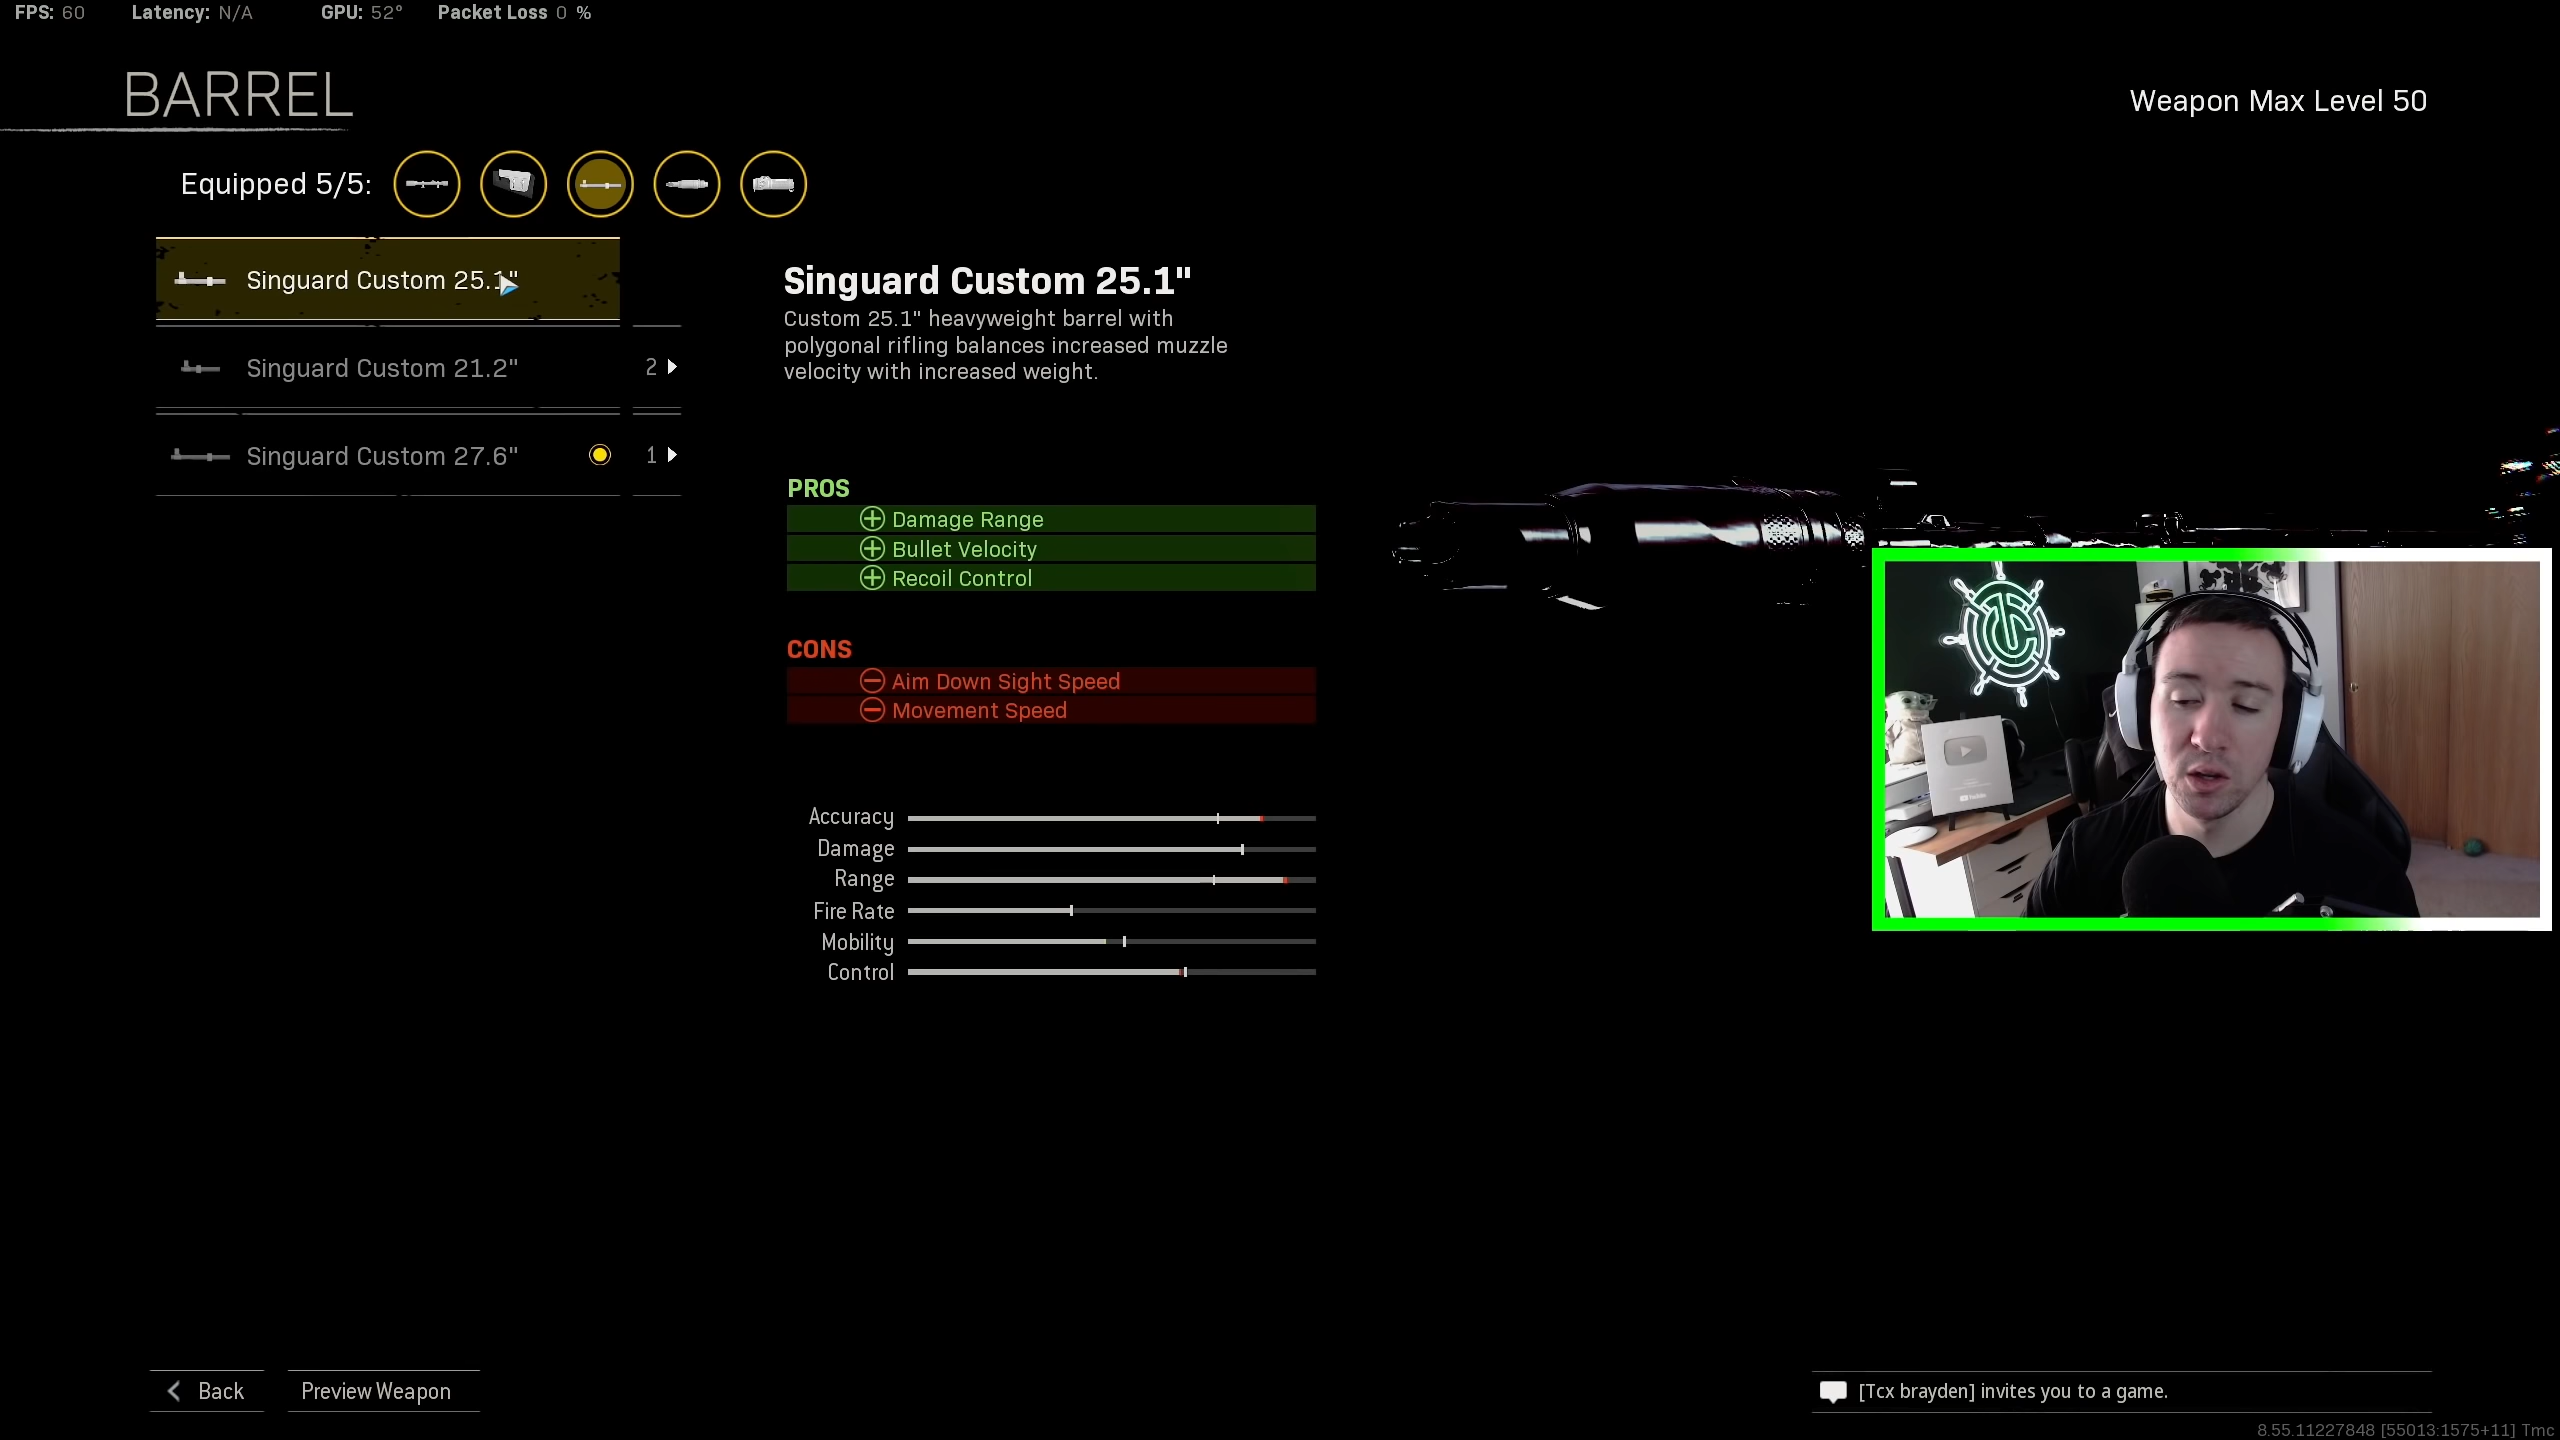 FPS: 60 Latency: N/A GPU: 52° Packet Loss 0 %
BARREL
Weapon Max Level 50
Equipped 5/5:
Singuard Custom 25.1"
Singuard Custom 21.2" 2
Singuard Custom 27.6" 1
Singuard Custom 25.1"
Custom 25.1" heavyweight barrel with
polygonal rifling balances increased muzzle
velocity with increased weight.
PROS
Damage Range
Bullet Velocity
Recoil Control
CONS
Aim Down Sight Speed
Movement Speed
Accuracy
Damage
Range
Fire Rate
Mobility
Control
Back
Preview Weapon
[Tcx brayden] invites you to a game.
8.55.11227848 [55013:1575+11] Tmc